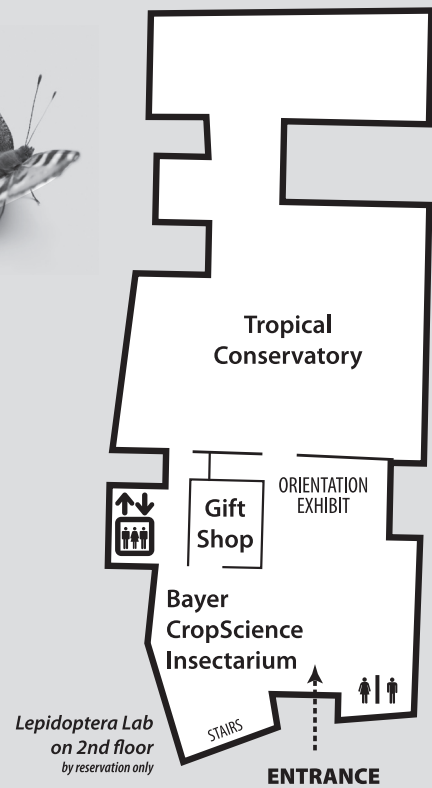 Tropical
Conservatory
ORIENTATION
EXHIBIT
Gift
Shop
Bayer
CropScience
Insectarium
STAIRS
Lepidoptera Lab
on 2nd floor
by reservation only
ENTRANCE